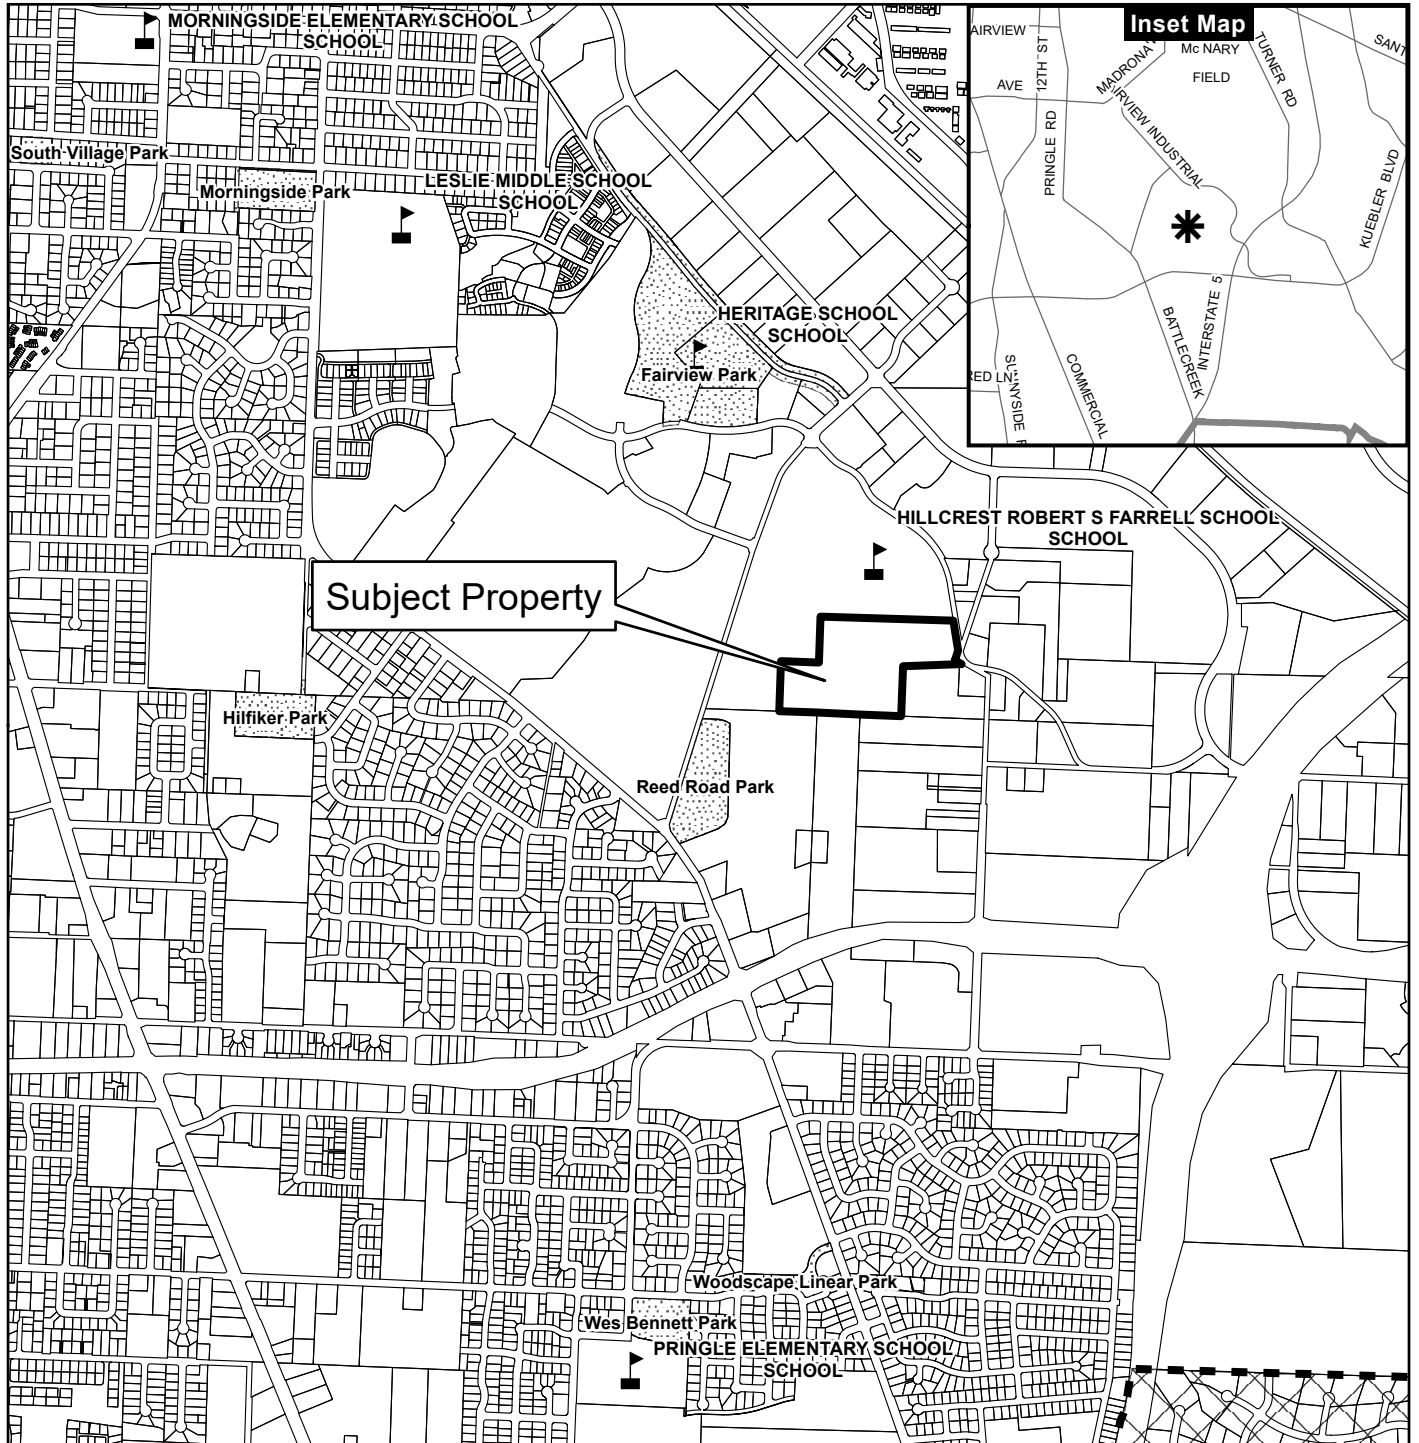 MORNINGSIDE ELEMENTARY SCHOOL
SCHOOL
South Village Park
Morningside Park
LESLIE MIDDLE SCHOOL
SCHOOL
HERITAGE SCHOOL
SCHOOL
Fairview Park
HILLCREST ROBERT S FARRELL SCHOOL
SCHOOL
Subject Property
Hilfiker Park
Reed Road Park
Woodscape Linear Park
Wes Bennett Park
PRINGLE ELEMENTARY SCHOOL
SCHOOL
Inset Map
AIRVIEW
AVE
12TH ST
PRINGLE RD
MADRONA
Mc NARY
FIELD
TURNER RD
SANT
IRVIEW INDUSTRIAL
KUEBLER BLVD
INTERSTATE 5
BATTLECREEK
COMMERCIAL
SUNNYSIDE R
RED LN